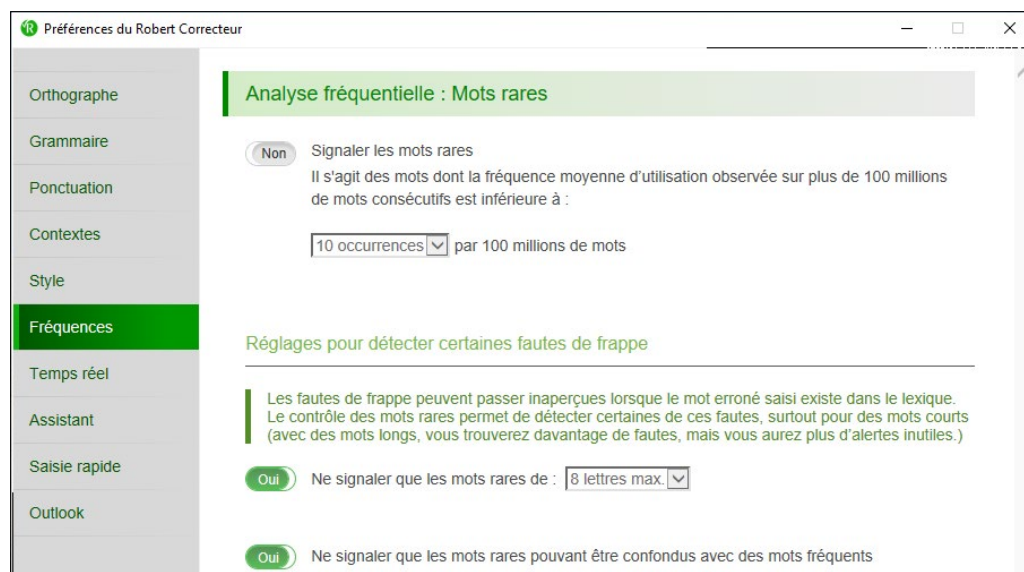 Préférences du Robert Correcteur
Orthographe
Grammaire
Ponctuation
Contextes
Style
Fréquences
Temps réel
Assistant
Saisie rapide
Outlook
Analyse fréquentielle : Mots rares
Non
Signaler les mots rares
Il s'agit des mots dont la fréquence moyenne d'utilisation observée sur plus de 100 millions
de mots consécutifs est inférieure à :
10 occurrences par 100 millions de mots
Réglages pour détecter certaines fautes de frappe
Les fautes de frappe peuvent passer inaperçues lorsque le mot erroné saisi existe dans le lexique.
Le contrôle des mots rares permet de détecter certaines de ces fautes, surtout pour des mots courts
(avec des mots longs, vous trouverez davantage de fautes, mais vous aurez plus d'alertes inutiles.)
Oui Ne signaler que les mots rares de : 8 lettres max.
Oui Ne signaler que les mots rares pouvant être confondus avec des mots fréquents